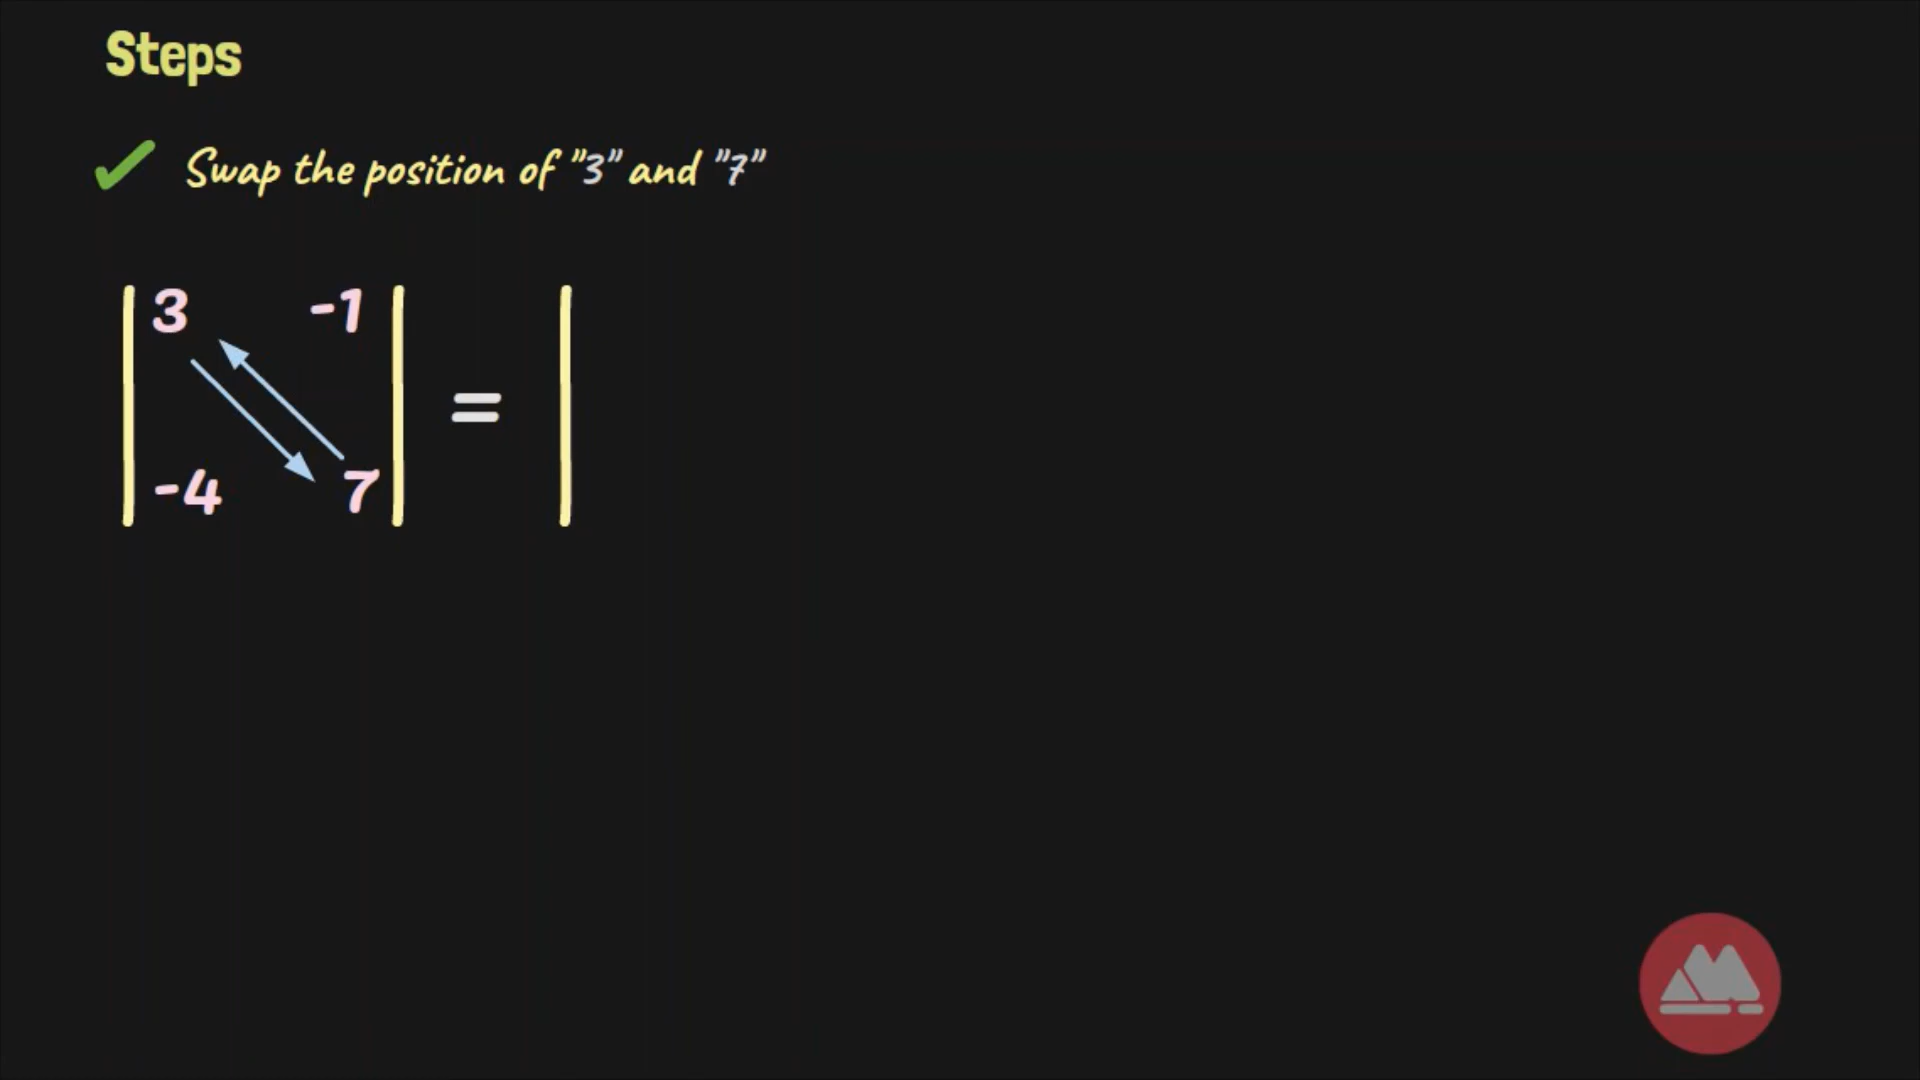 Steps
✔ Swap the position of "3" and "7"
| 3 -1 | = |
| -4 7 |